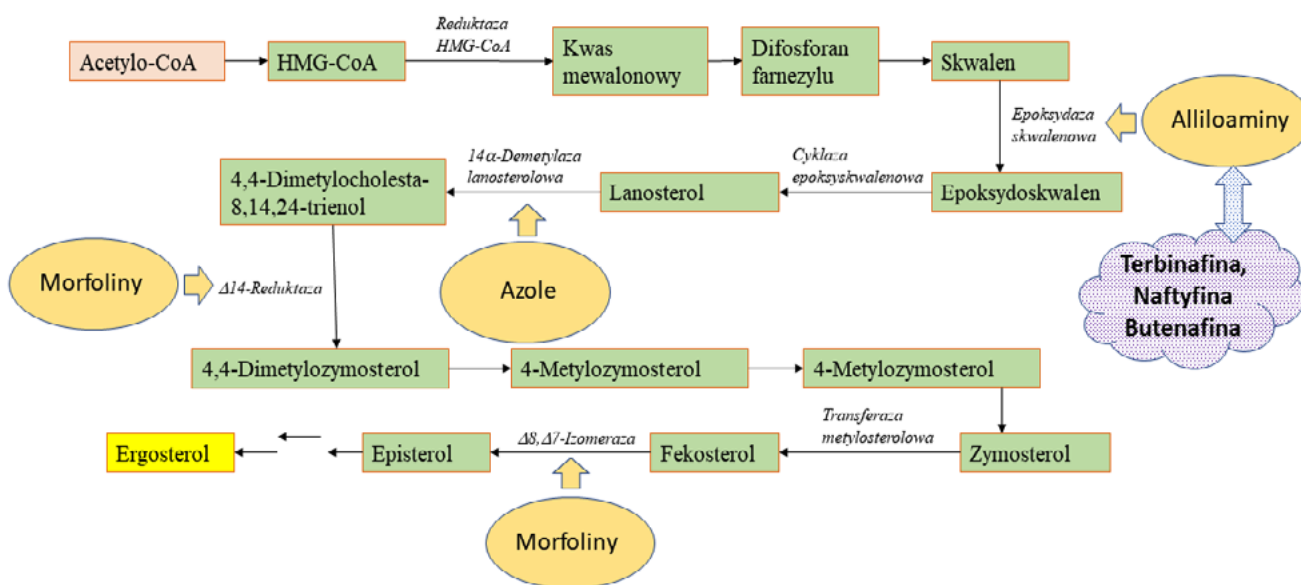 Reduktaza
HMG-CoA
Acetylo-CoA
HMG-CoA
Kwas
mewalonowy
Difosforan
farnezylu
Skwalen
Epoksydaza
skwalenowa
Alliloaminy
4,4-Dimetylocholesta-
8,14,24-trienol
14α-Demetylaza
lanosterolowa
Lanosterol
Cyklaza
epoksyskwalenowa
Epoksydoskwalen
Terbinafina,
Naftyfina
Butenafina
Morfoliny
Δ14-Reduktaza
Azole
4,4-Dimetylozymosterol
4-Metylozymosterol
4-Metylozymosterol
Transferaza
metylosterolowa
Ergosterol
Episterol
Δ8,Δ7-Izomeraza
Fekosterol
Zymosterol
Morfoliny